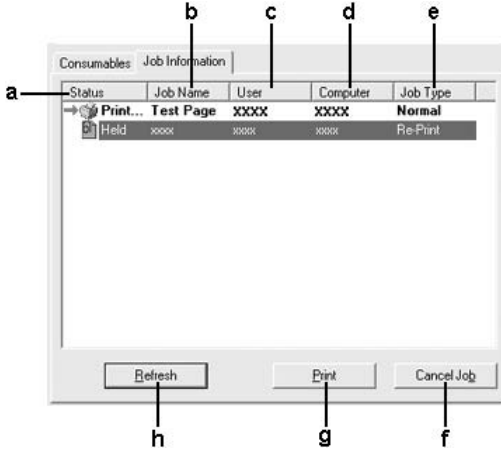 b c d e
Consumables Job Information
a Status Job Name User Computer Job Type
Print... Test Page XXXX XXXX Normal
Held xxxx xxxx xxxx Re-Print
Refresh Print Cancel Job
h g f